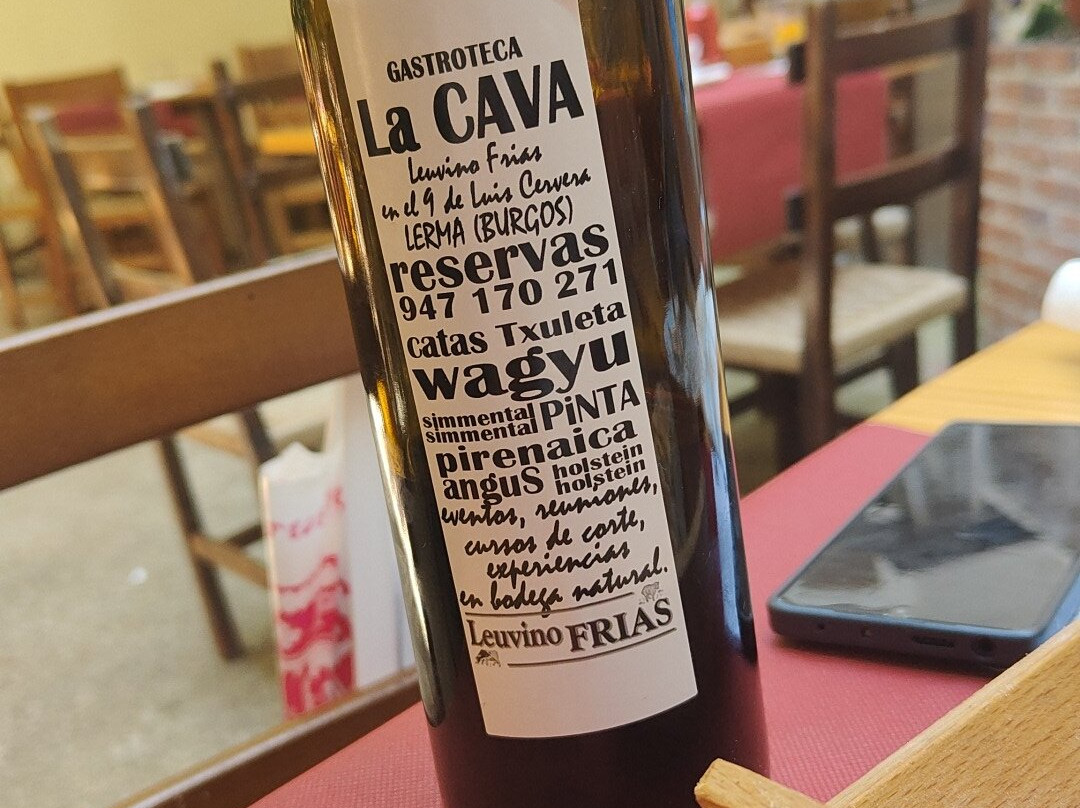 GASTROTECA
La CAVA
Leuvino Frias
en el 9 de Luis Cervera
LERMA (BURGOS)
reservas
947 170 271
catas Txuleta
wagyu
simmental PiNTA
simmental
pirenaica
anguS holstein
holstein
eventos, reuniones,
cursos de corte,
experiencias
en bodega natural.
Leuvino FRIAS